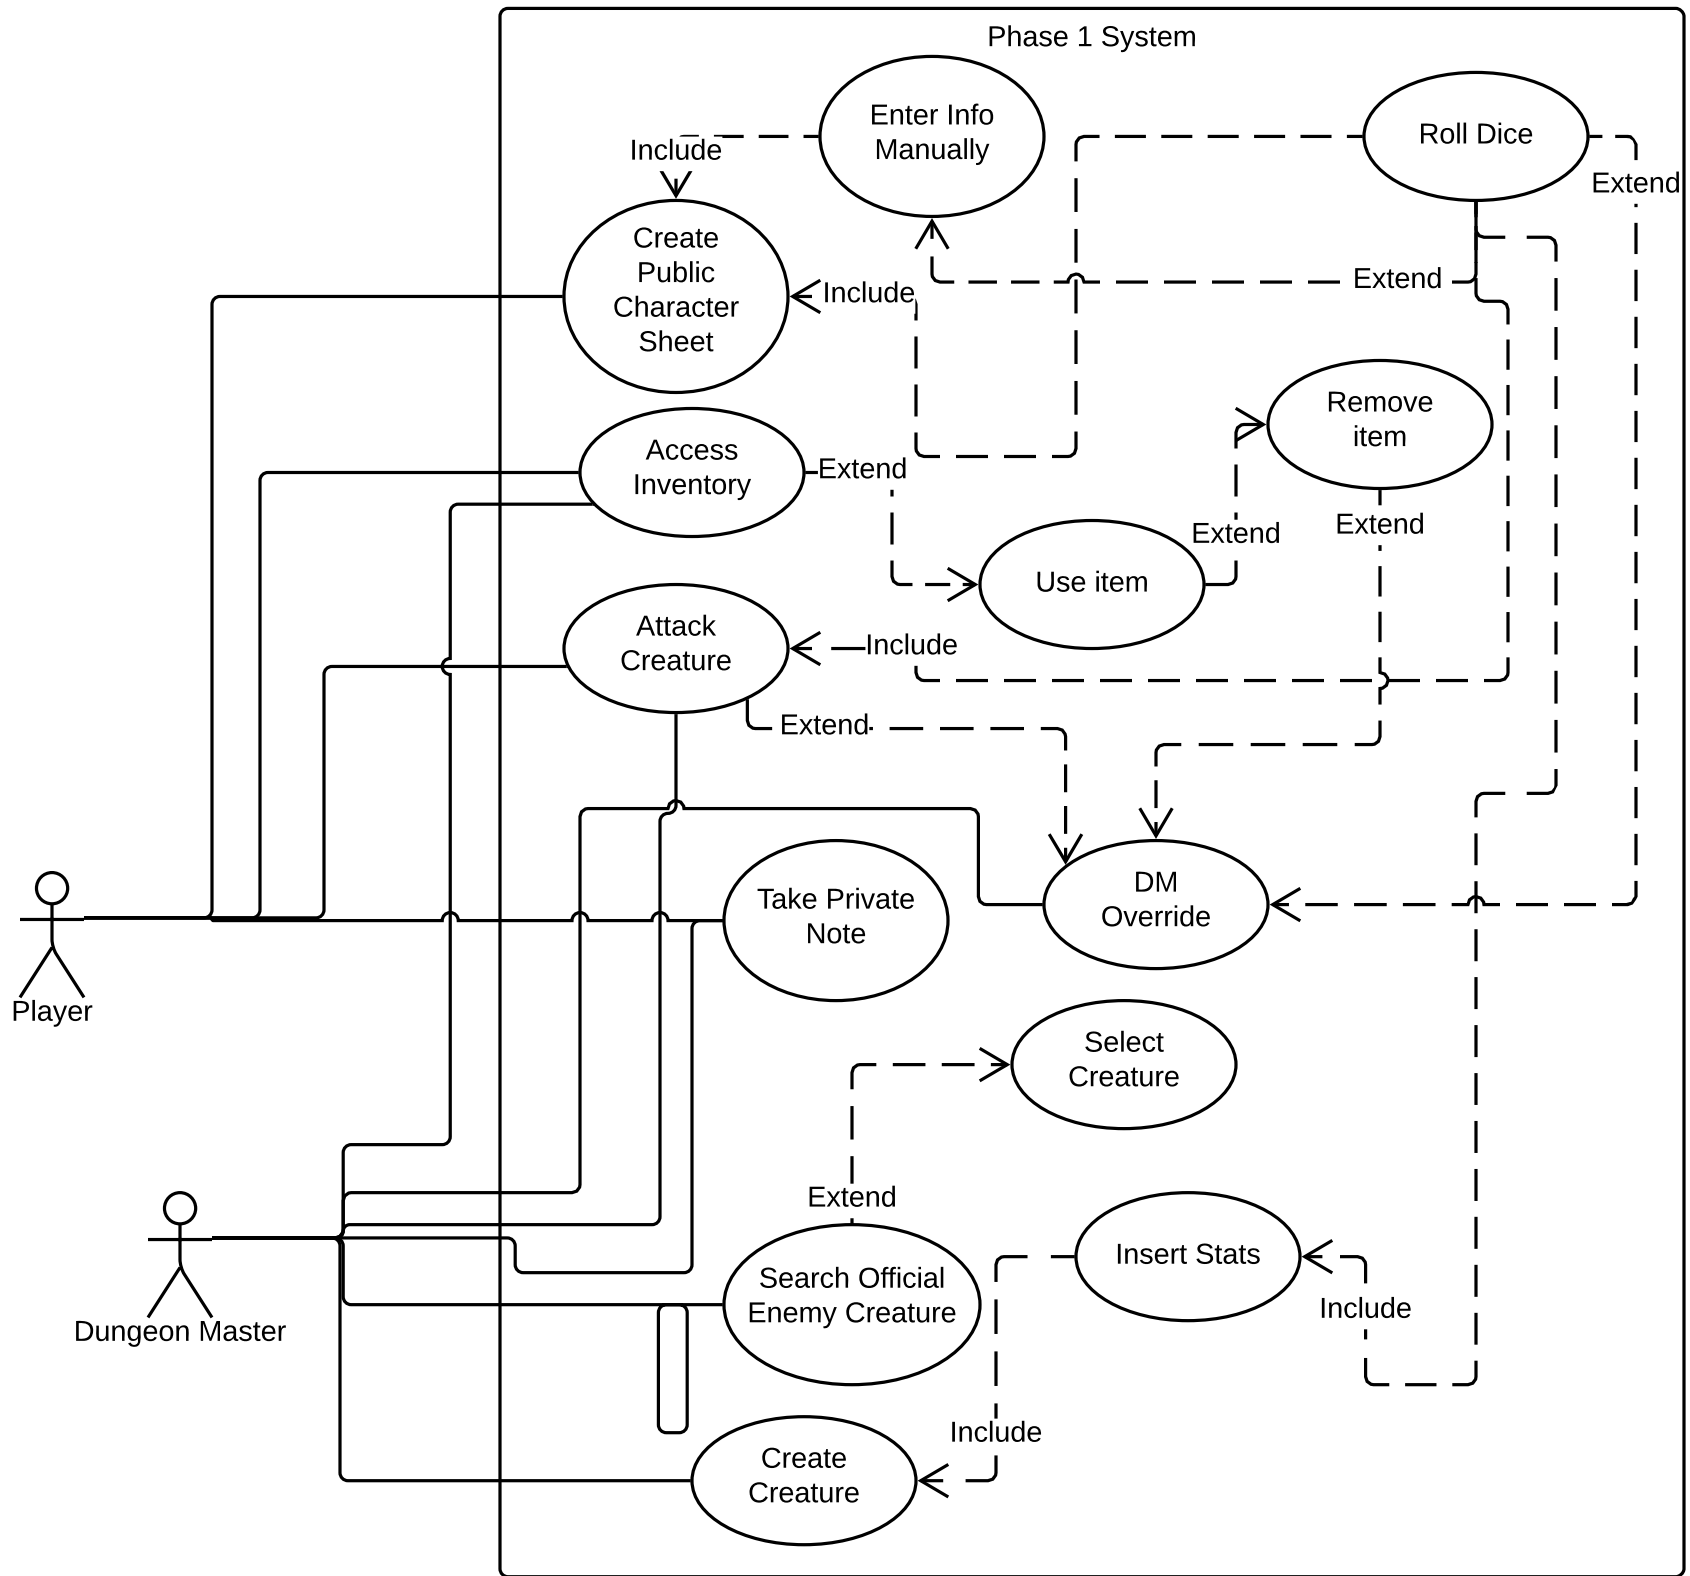 Phase 1 System
Enter Info
Manually
Roll Dice
Include
Extend
Create
Public
Character
Sheet
Include
Extend
Remove
item
Access
Inventory
Extend
Extend
Extend
Use item
Attack
Creature
Include
Extend
DM
Override
Take Private
Note
Player
Select
Creature
Extend
Insert Stats
Search Official
Enemy Creature
Include
Dungeon Master
Include
Create
Creature